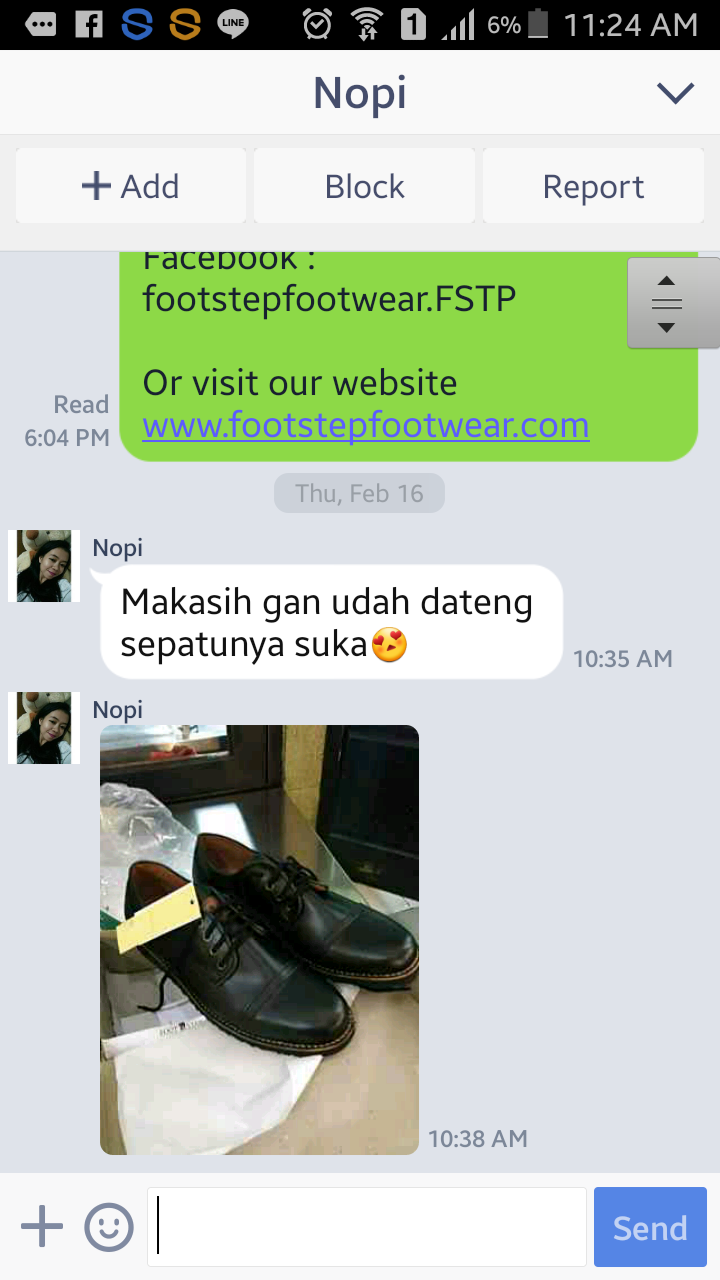 LINE
1
6%
11:24 AM
Nopi
+ Add
Block
Report
Facebook :
footstepfootwear.FSTP
Or visit our website
www.footstepfootwear.com
Read
6:04 PM
Thu, Feb 16
Nopi
Makasih gan udah dateng
sepatunya suka😍
10:35 AM
Nopi
10:38 AM
Send